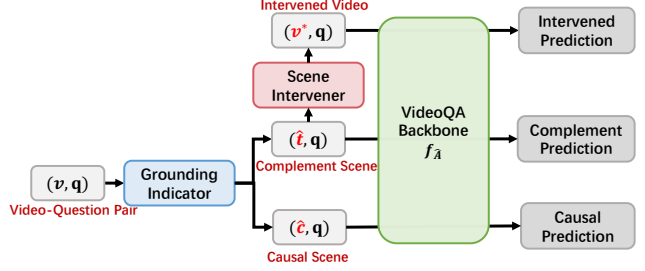 Intervened Video
(v*, q)
Intervened
Prediction
Scene
Intervener
VideoQA
Backbone
f_Â
(t̂, q)
Complement Scene
Complement
Prediction
(v, q)
Video-Question Pair
Grounding
Indicator
(ĉ, q)
Causal Scene
Causal
Prediction